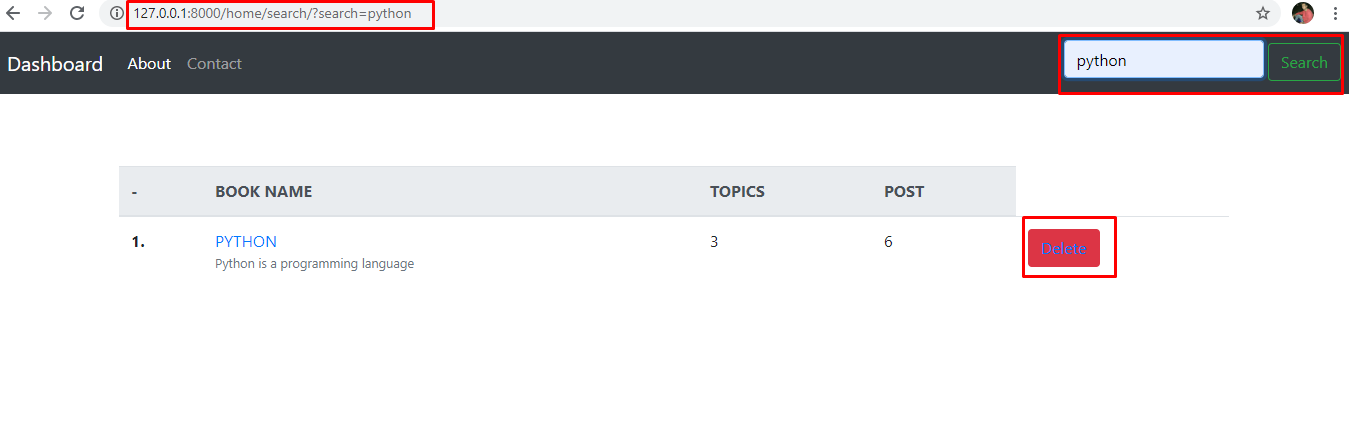 127.0.0.1:8000/home/search/?search=python
Dashboard About Contact python Search
- BOOK NAME TOPICS POST
1. PYTHON 3 6 Delete
Python is a programming language